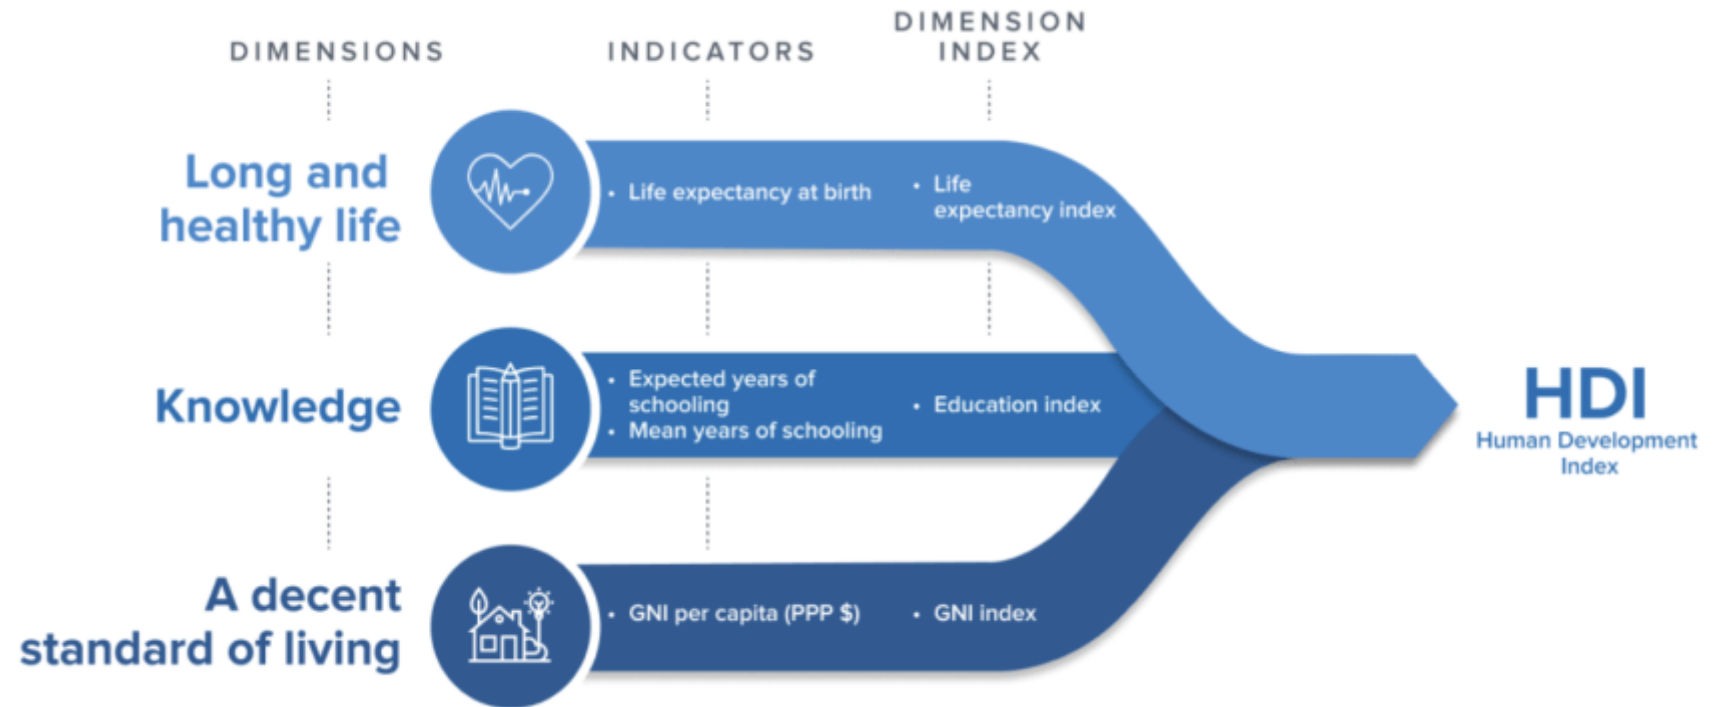 DIMENSIONS
INDICATORS
DIMENSION
INDEX
Long and
healthy life
• Life expectancy at birth
• Life
expectancy index
Knowledge
• Expected years of
schooling
• Mean years of schooling
• Education index
A decent
standard of living
• GNI per capita (PPP $)
• GNI index
HDI
Human Development
Index